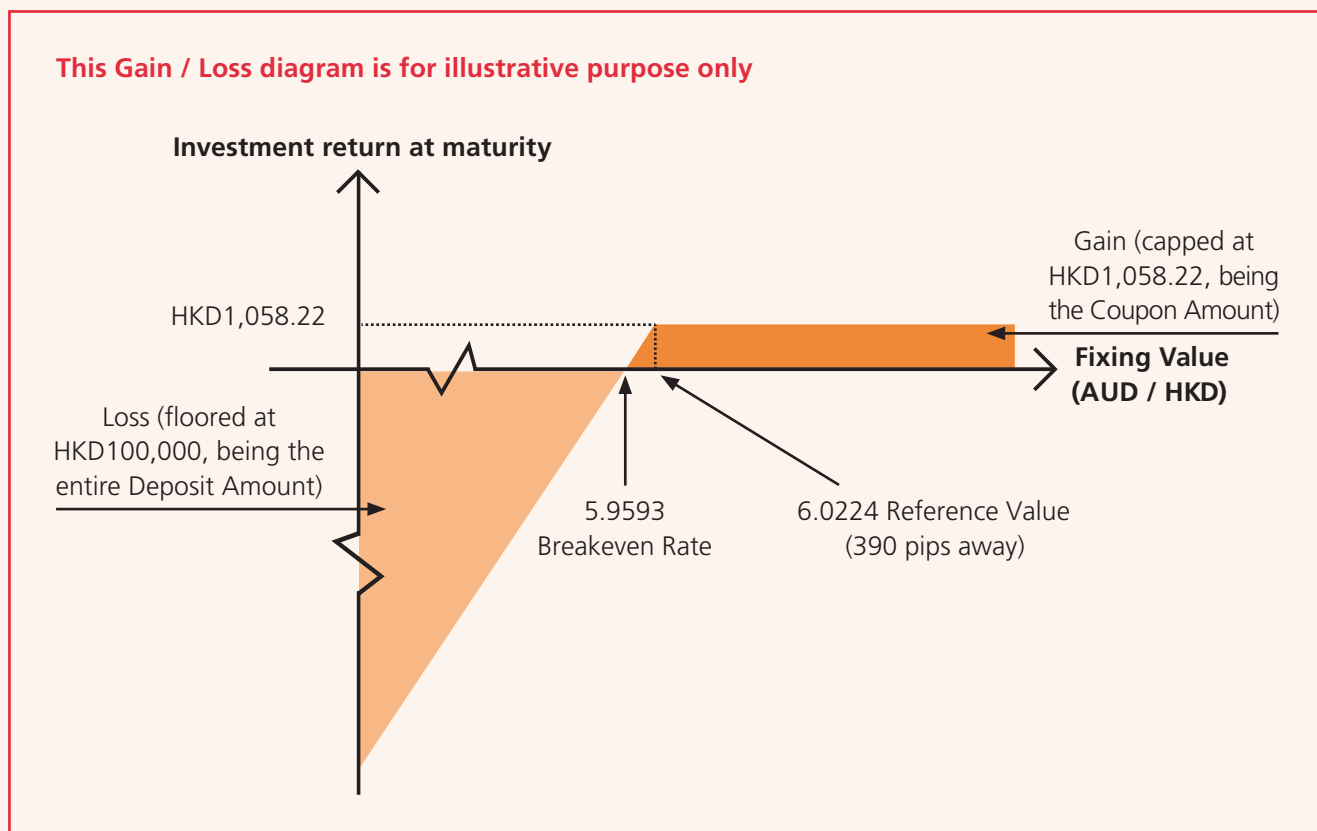 This Gain / Loss diagram is for illustrative purpose only
Investment return at maturity
Gain (capped at
HKD1,058.22, being
the Coupon Amount)
HKD1,058.22
Fixing Value
(AUD / HKD)
Loss (floored at
HKD100,000, being the
entire Deposit Amount)
5.9593
Breakeven Rate
6.0224 Reference Value
(390 pips away)